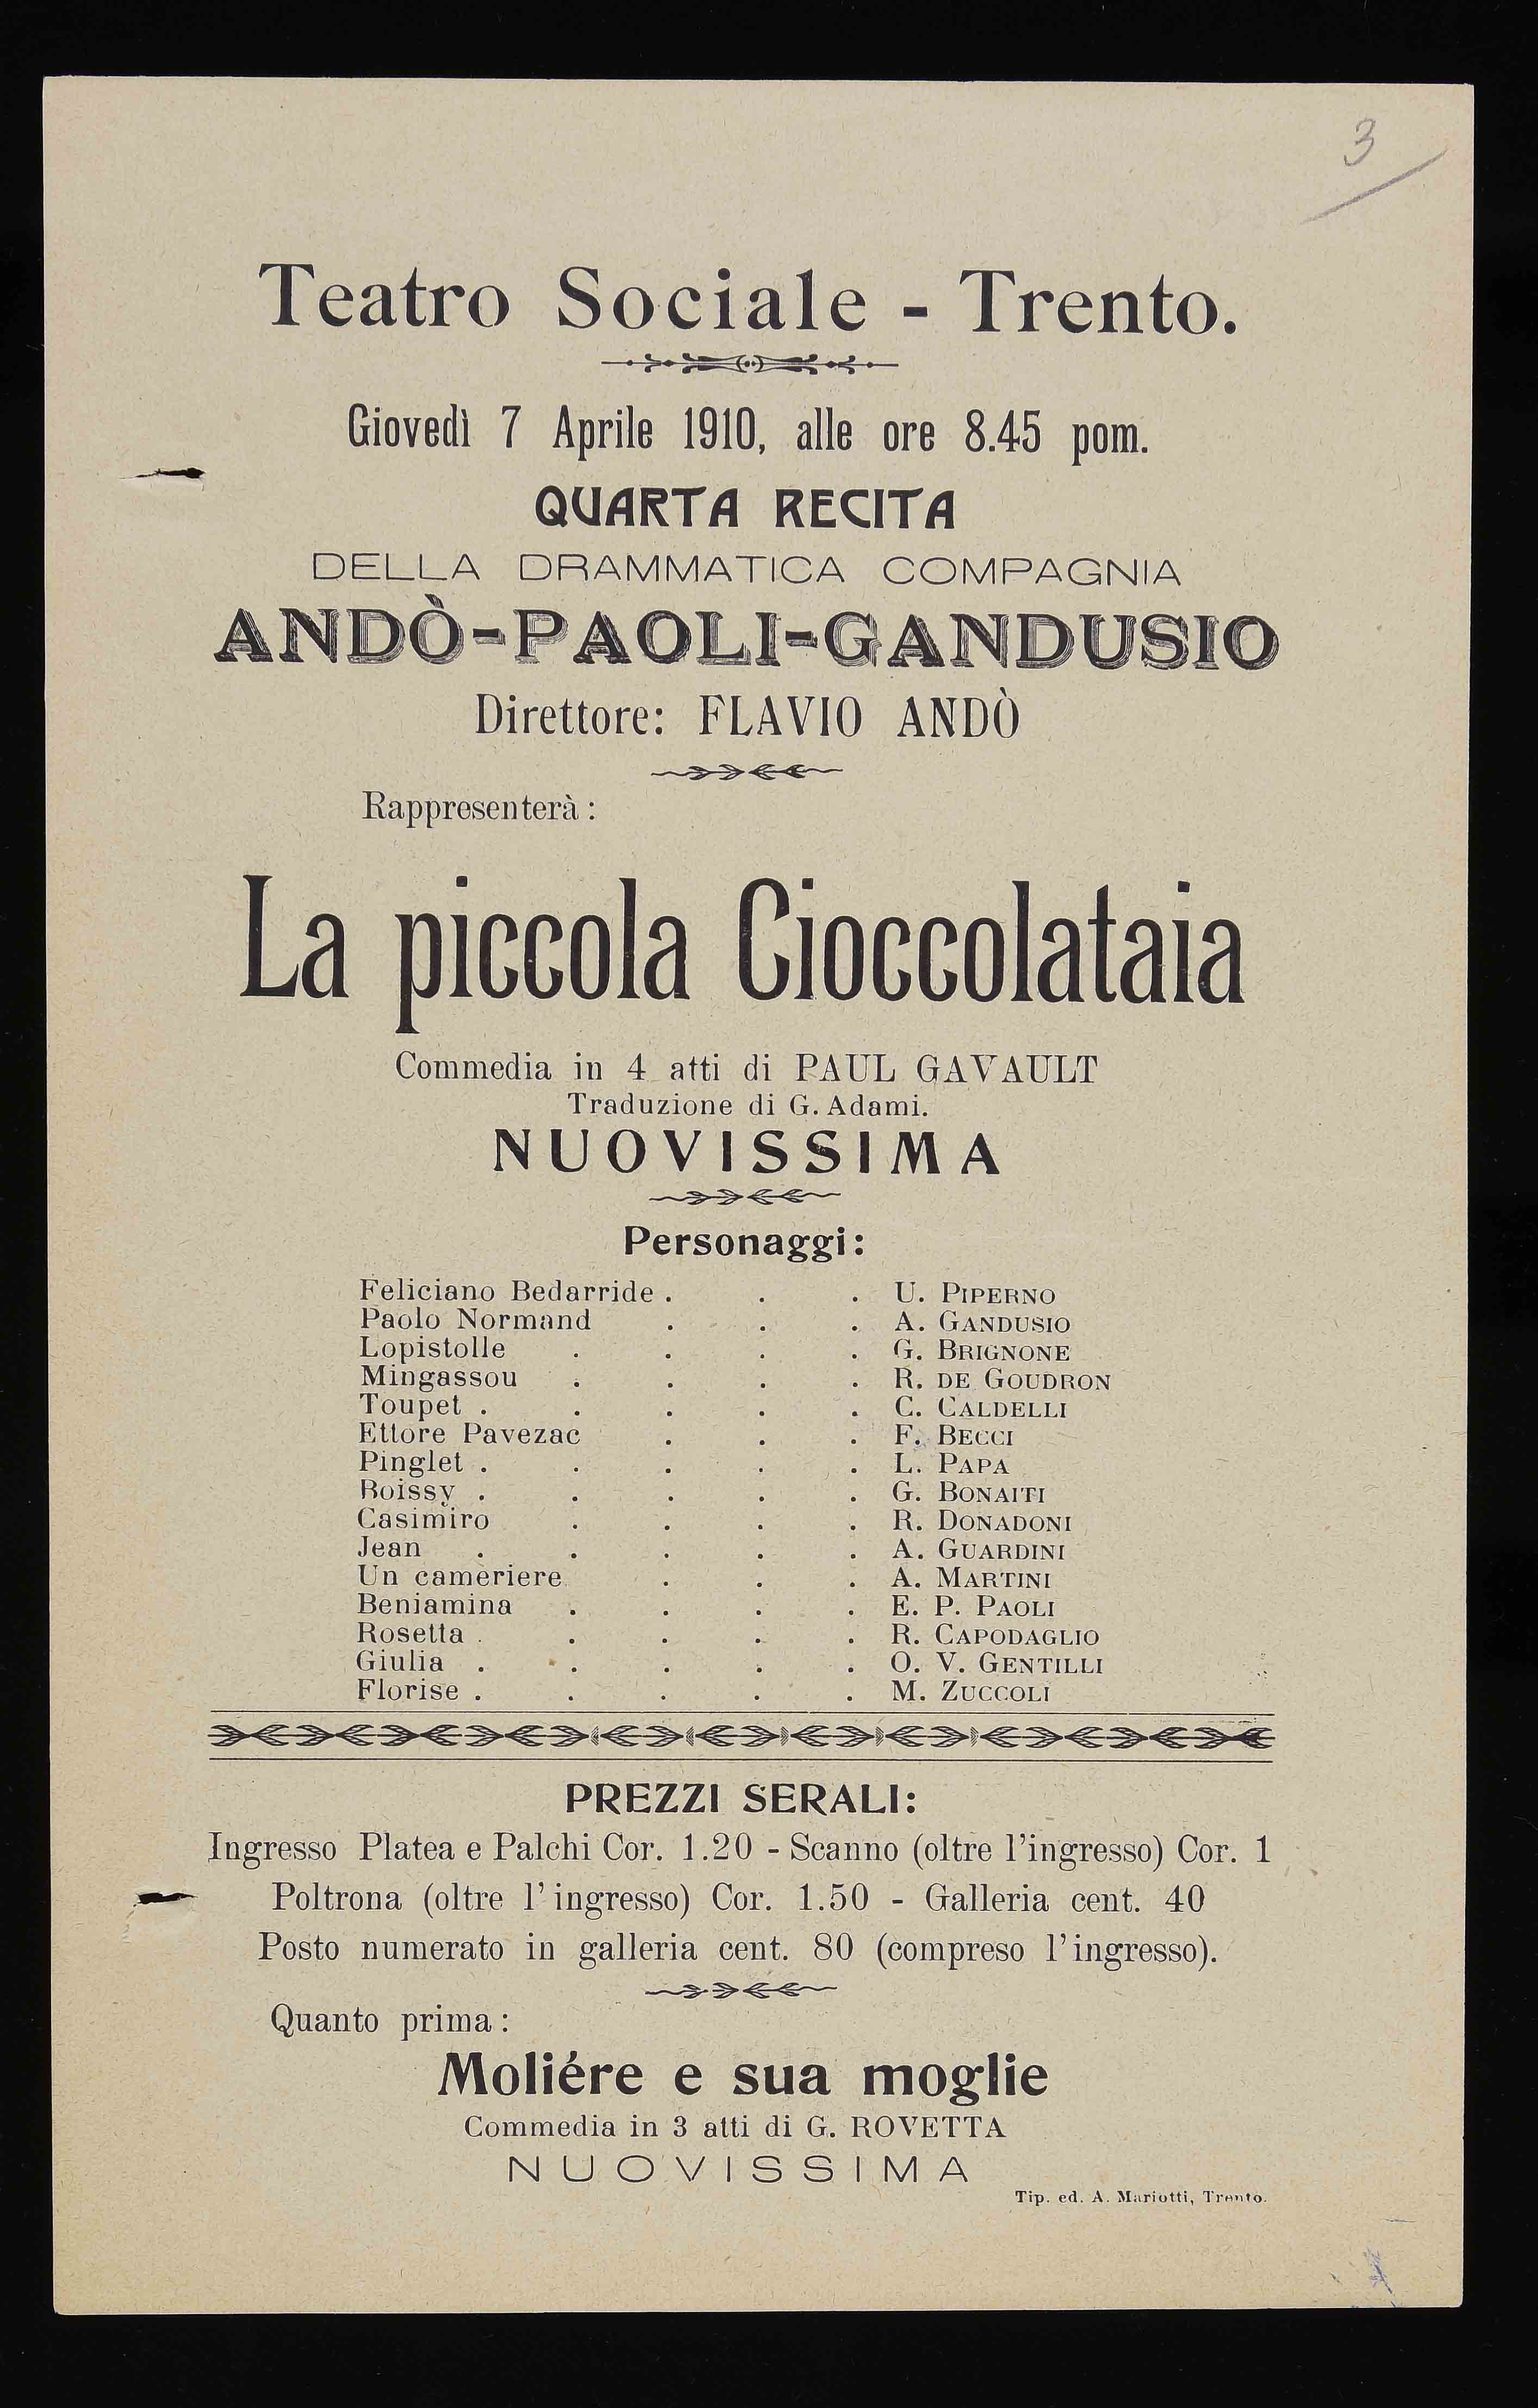 3
Teatro Sociale - Trento.
Giovedì 7 Aprile 1910, alle ore 8.45 pom.
QUARTA RECITA
DELLA DRAMMATICA COMPAGNIA
ANDÒ-PAOLI-GANDUSIO
Direttore: FLAVIO ANDÒ
Rappresenterà:
La piccola Cioccolataia
Commedia in 4 atti di PAUL GAVAULT
Traduzione di G. Adami.
NUOVISSIMA
Personaggi:
Feliciano Bedarride . . . U. PIPERNO
Paolo Normand . . . A. GANDUSIO
Lopistolle . . . . G. BRIGNONE
Mingassou . . . . R. DE GOUDRON
Toupet . . . . . C. CALDELLI
Ettore Pavezac . . . F. BECCI
Pinglet . . . . . L. PAPA
Boissy . . . . . G. BONAITI
Casimiro . . . . R. DONADONI
Jean . . . . . A. GUARDINI
Un cameriere . . . A. MARTINI
Beniamina . . . . E. P. PAOLI
Rosetta . . . . . R. CAPODAGLIO
Giulia . . . . . O. V. GENTILLI
Florise . . . . . M. ZUCCOLI
PREZZI SERALI:
Ingresso Platea e Palchi Cor. 1.20 - Scanno (oltre l'ingresso) Cor. 1
Poltrona (oltre l'ingresso) Cor. 1.50 - Galleria cent. 40
Posto numerato in galleria cent. 80 (compreso l'ingresso).
Quanto prima:
Moliére e sua moglie
Commedia in 3 atti di G. ROVETTA
NUOVISSIMA
Tip. ed. A. Mariotti, Trento.